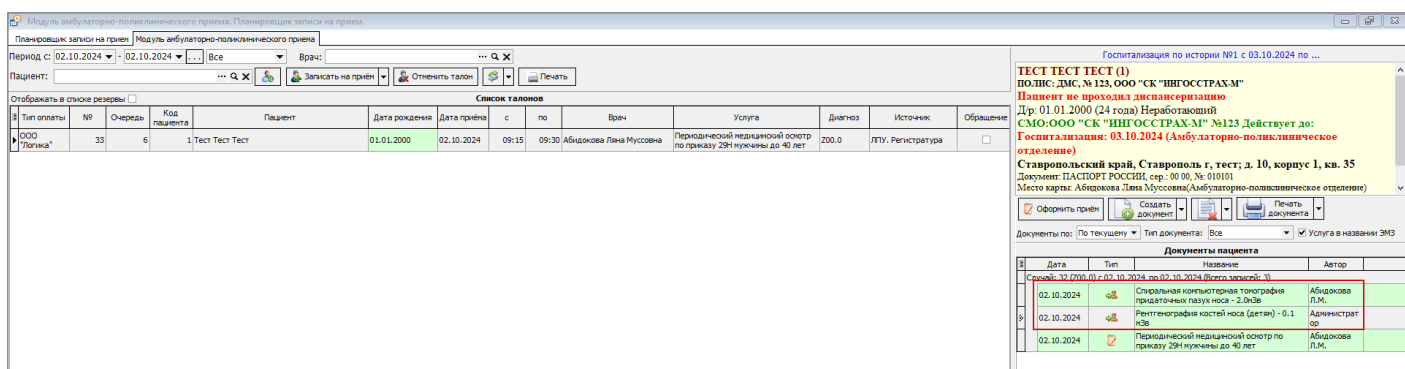 Модуль амбулаторно-поликлинического приема. Планировщик записи на прием.
Планировщик записи на прием Модуль амбулаторно-поликлинического приема
Период с: 02.10.2024 - 02.10.2024 ... Все Врач: ...
Пациент: ... Записать на приём Отменить талон Печать
Отображать в списке резервы Список талонов
Тип оплаты № Очередь Код пациента Пациент Дата рождения Дата приёма с по Врач Услуга Диагноз Источник Обращение
ООО "Логика" 33 6 1 Тест Тест Тест 01.01.2000 02.10.2024 09:15 09:30 Абидокова Ляна Муссовна Периодический медицинский осмотр по приказу 29Н мужчины до 40 лет Z00.0 ЛПУ. Регистратура
Госпитализация по истории №1 с 03.10.2024 по ...
ТЕСТ ТЕСТ ТЕСТ (1)
ПОЛИС: ДМС, № 123, ООО "СК "ИНГОССТРАХ-М"
Пациент не проходил диспансеризацию
Д/р: 01.01.2000 (24 года) Неработающий
СМО:ООО "СК "ИНГОССТРАХ-М" №123 Действует до:
Госпитализация: 03.10.2024 (Амбулаторно-поликлиническое
отделение)
Ставропольский край, Ставрополь г, тест; д. 10, корпус 1, кв. 35
Документ: ПАСПОРТ РОССИИ, сер.: 00 00, №: 010101
Место карты: Абидокова Ляна Муссовна(Амбулаторно-поликлиническое отделение)
Оформить приём Создать документ Печать документа
Документы по: По текущему Тип документа: Все Услуга в названии ЭМЗ
Документы пациента
Дата Тип Название Автор
Случай: 32 (Z00.0) с 02.10.2024 по 02.10.2024 (Всего записей: 3)
02.10.2024 Спиральная компьютерная томография придаточных пазух носа - 2.0мЗв Абидокова Л.М.
02.10.2024 Рентгенография костей носа (детям) - 0.1 мЗв Администратор
02.10.2024 Периодический медицинский осмотр по приказу 29Н мужчины до 40 лет Абидокова Л.М.